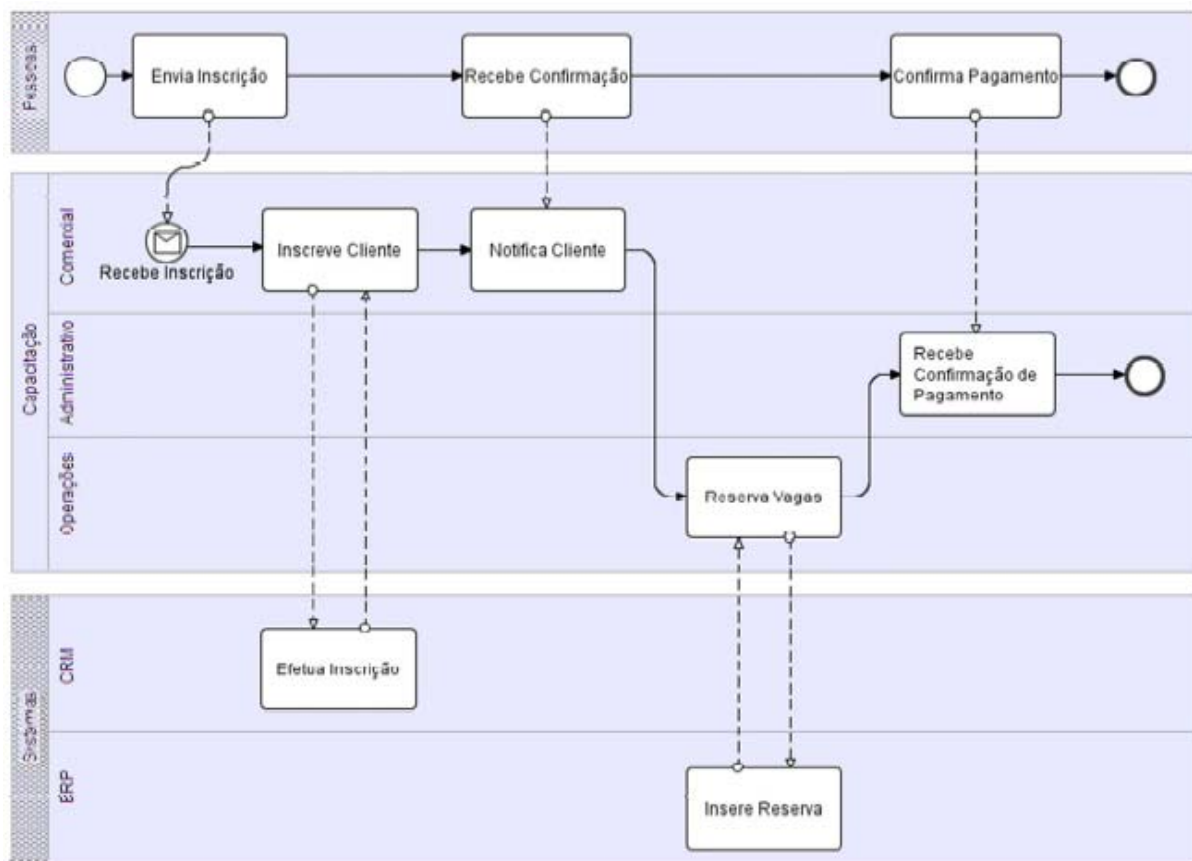 Pessoas
Envia Inscrição
Recebe Confirmação
Confirma Pagamento
Capacitação
Comercial
Recebe Inscrição
Inscreve Cliente
Notifica Cliente
Administrativo
Recebe
Confirmação de
Pagamento
Operações
Reserva Vagas
Sistemas
CRM
Efetua Inscrição
ERP
Insere Reserva